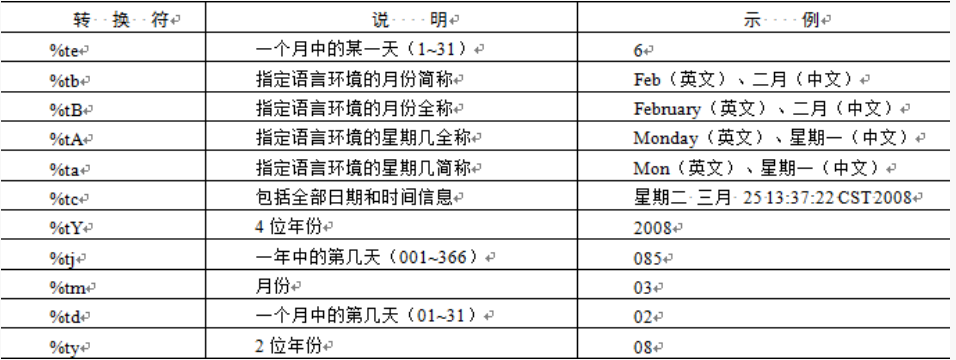 转 换 符 说 明 示 例
%te 一个月中的某一天（1~31） 6
%tb 指定语言环境的月份简称 Feb（英文）、二月（中文）
%tB 指定语言环境的月份全称 February（英文）、二月（中文）
%tA 指定语言环境的星期几全称 Monday（英文）、星期一（中文）
%ta 指定语言环境的星期几简称 Mon（英文）、星期一（中文）
%tc 包括全部日期和时间信息 星期二 三月 25 13:37:22 CST 2008
%tY 4 位年份 2008
%tj 一年中的第几天（001~366） 085
%tm 月份 03
%td 一个月中的第几天（01~31） 02
%ty 2 位年份 08